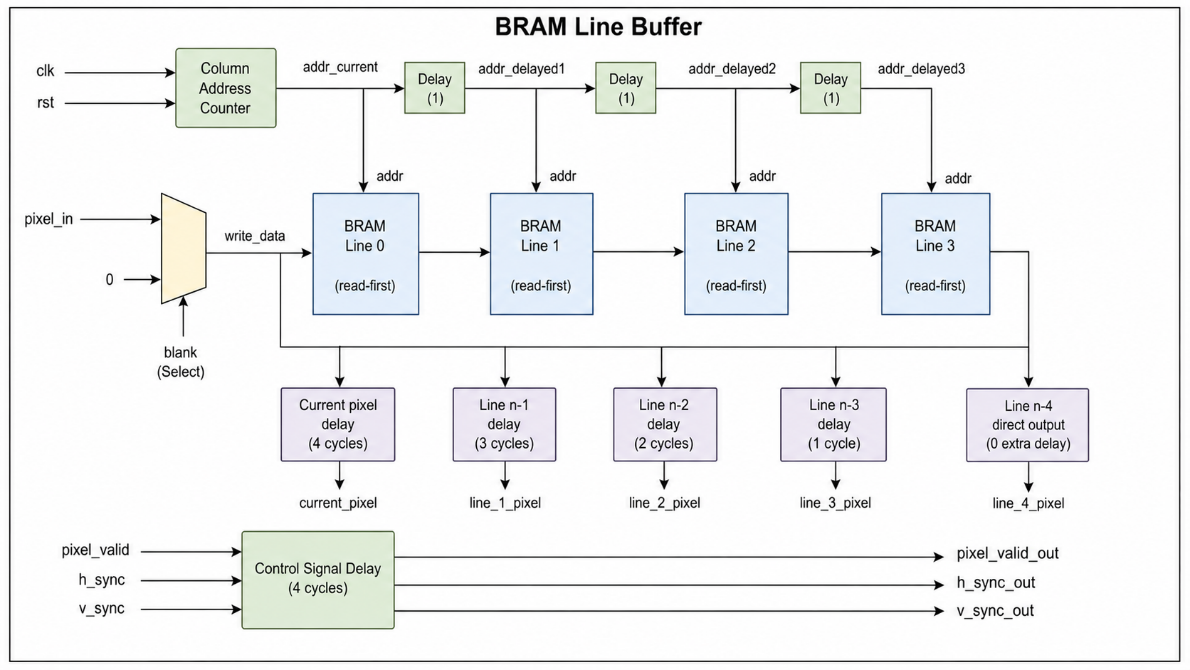 BRAM Line Buffer
clk
rst
Column
Address
Counter
addr_current
Delay
(1)
addr_delayed1
Delay
(1)
addr_delayed2
Delay
(1)
addr_delayed3
addr
addr
addr
addr
pixel_in
0
blank
(Select)
write_data
BRAM
Line 0
(read-first)
BRAM
Line 1
(read-first)
BRAM
Line 2
(read-first)
BRAM
Line 3
(read-first)
Current pixel
delay
(4 cycles)
Line n-1
delay
(3 cycles)
Line n-2
delay
(2 cycles)
Line n-3
delay
(1 cycle)
Line n-4
direct output
(0 extra delay)
current_pixel
line_1_pixel
line_2_pixel
line_3_pixel
line_4_pixel
pixel_valid
h_sync
v_sync
Control Signal Delay
(4 cycles)
pixel_valid_out
h_sync_out
v_sync_out